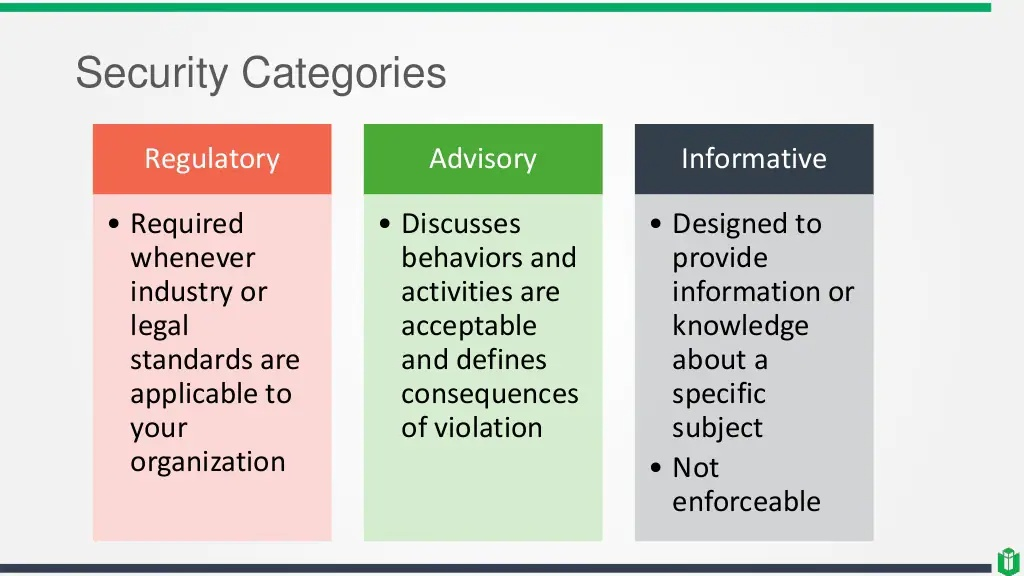 Security Categories
Regulatory
• Required
whenever
industry or
legal
standards are
applicable to
your
organization
Advisory
• Discusses
behaviors and
activities are
acceptable
and defines
consequences
of violation
Informative
• Designed to
provide
information or
knowledge
about a
specific
subject
• Not
enforceable